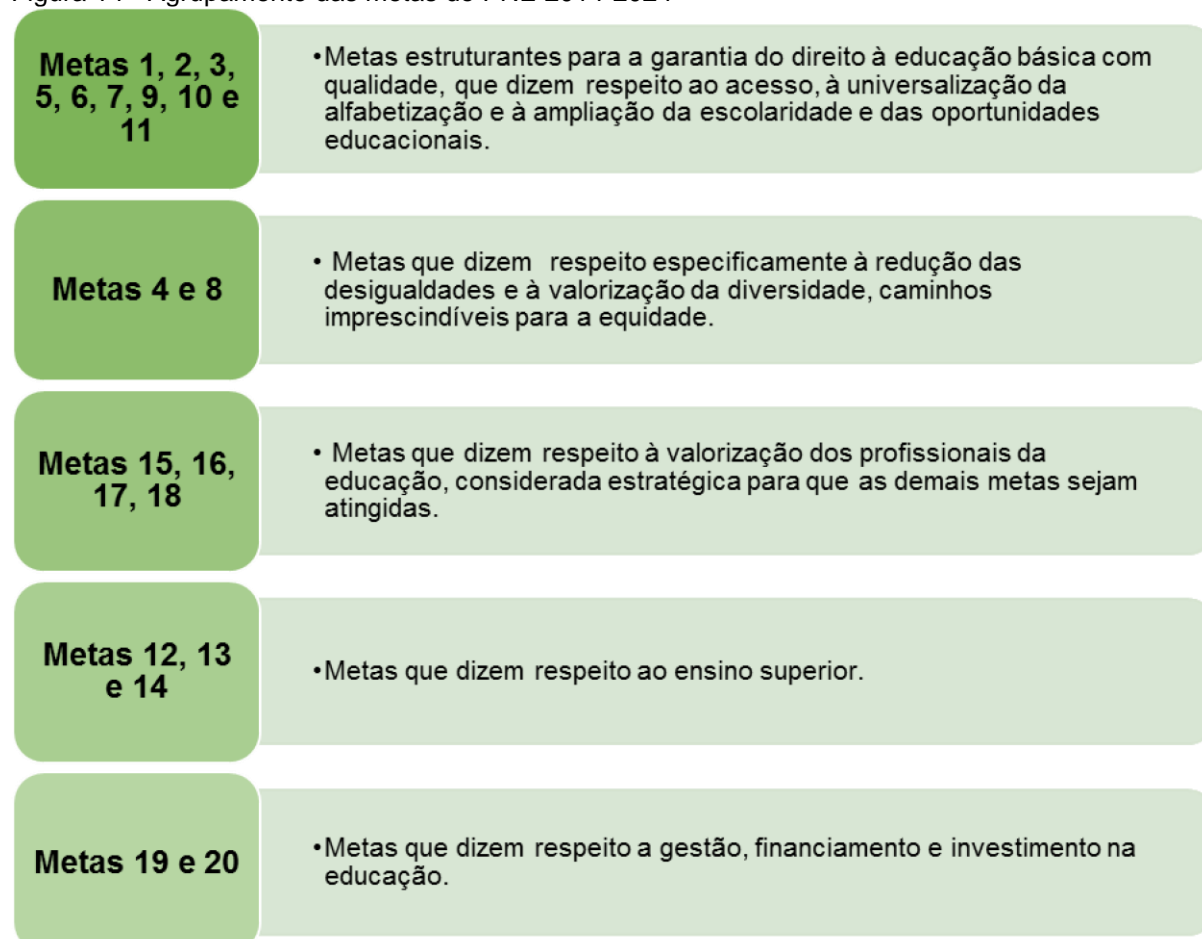 Metas 1, 2, 3,
5, 6, 7, 9, 10 e
11
•Metas estruturantes para a garantia do direito à educação básica com
qualidade, que dizem respeito ao acesso, à universalização da
alfabetização e à ampliação da escolaridade e das oportunidades
educacionais.
Metas 4 e 8
• Metas que dizem respeito especificamente à redução das
desigualdades e à valorização da diversidade, caminhos
imprescindíveis para a equidade.
Metas 15, 16,
17, 18
• Metas que dizem respeito à valorização dos profissionais da
educação, considerada estratégica para que as demais metas sejam
atingidas.
Metas 12, 13
e 14
•Metas que dizem respeito ao ensino superior.
Metas 19 e 20
•Metas que dizem respeito a gestão, financiamento e investimento na
educação.